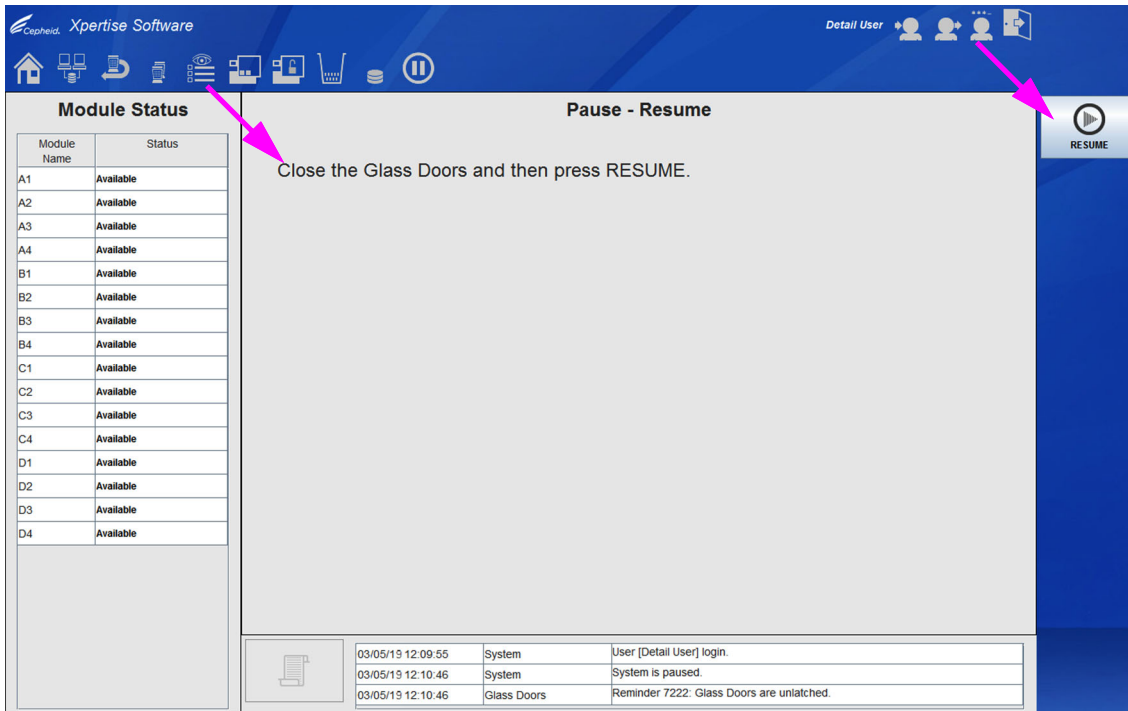 Cepheid. Xpertise Software
Detail User
Module Status
Pause - Resume
RESUME
Module Name
Status
Close the Glass Doors and then press RESUME.
A1 Available
A2 Available
A3 Available
A4 Available
B1 Available
B2 Available
B3 Available
B4 Available
C1 Available
C2 Available
C3 Available
C4 Available
D1 Available
D2 Available
D3 Available
D4 Available
03/05/19 12:09:55 System User [Detail User] login.
03/05/19 12:10:46 System System is paused.
03/05/19 12:10:46 Glass Doors Reminder 7222: Glass Doors are unlatched.